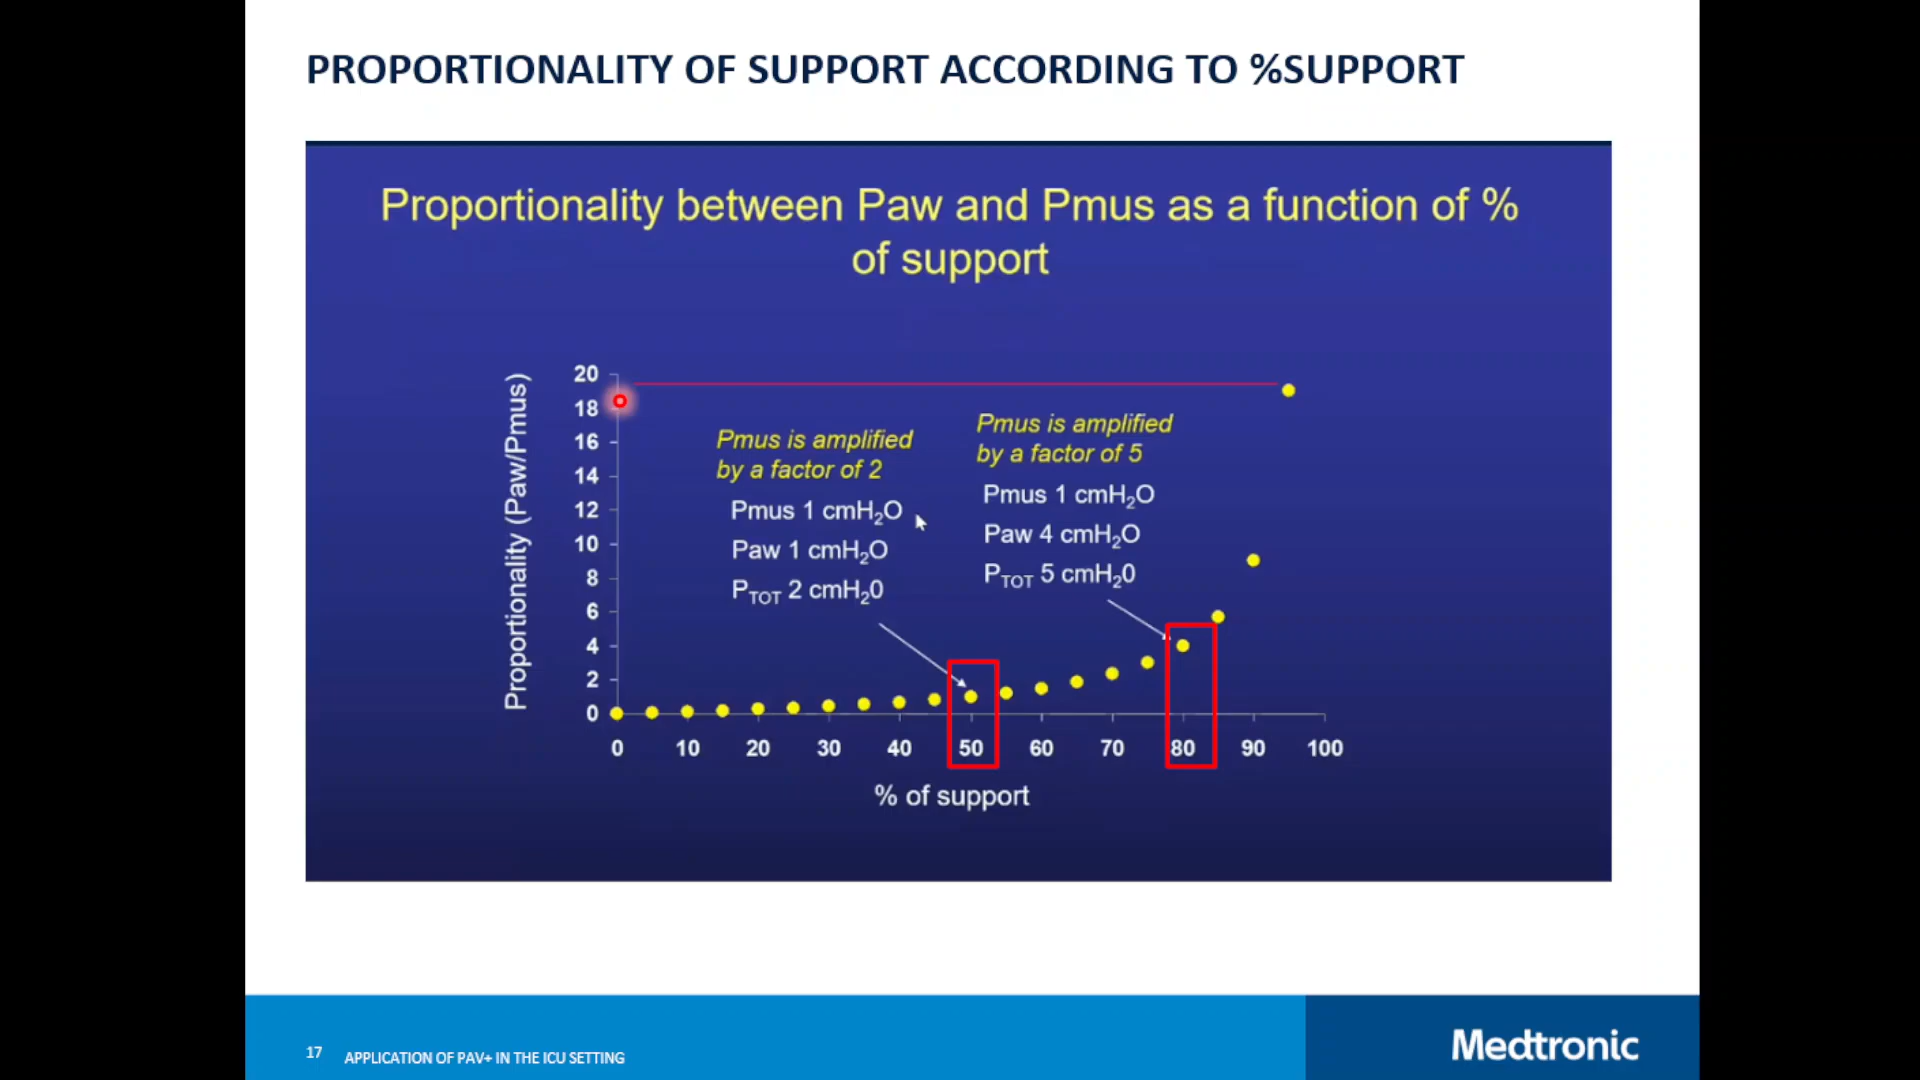 PROPORTIONALITY OF SUPPORT ACCORDING TO %SUPPORT
Proportionality between Paw and Pmus as a function of %
of support
Proportionality (Paw/Pmus)
20
18
16
14
12
10
8
6
4
2
0
Pmus is amplified
by a factor of 2
Pmus 1 cmH₂O
Paw 1 cmH₂O
PTOT 2 cmH₂0
Pmus is amplified
by a factor of 5
Pmus 1 cmH₂O
Paw 4 cmH₂O
PTOT 5 cmH₂0
0 10 20 30 40 50 60 70 80 90 100
% of support
17 APPLICATION OF PAV+ IN THE ICU SETTING
Medtronic